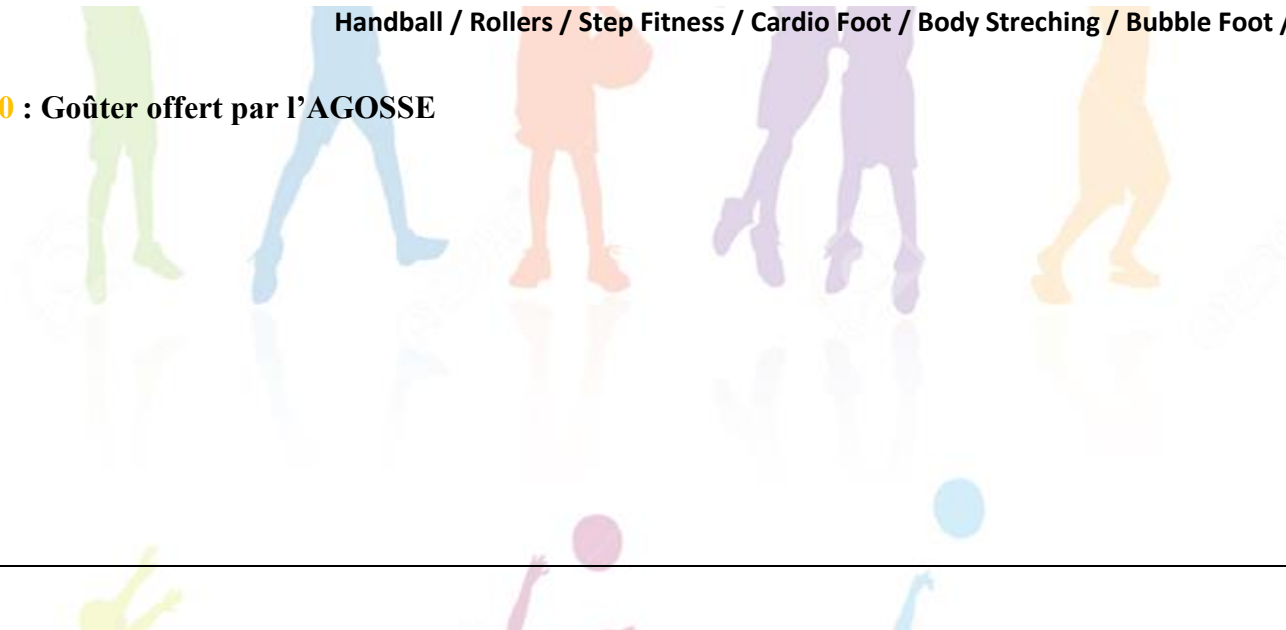 Handball / Rollers / Step Fitness / Cardio Foot / Body Streching / Bubble Foot /
0 : Goûter offert par l’AGOSSE